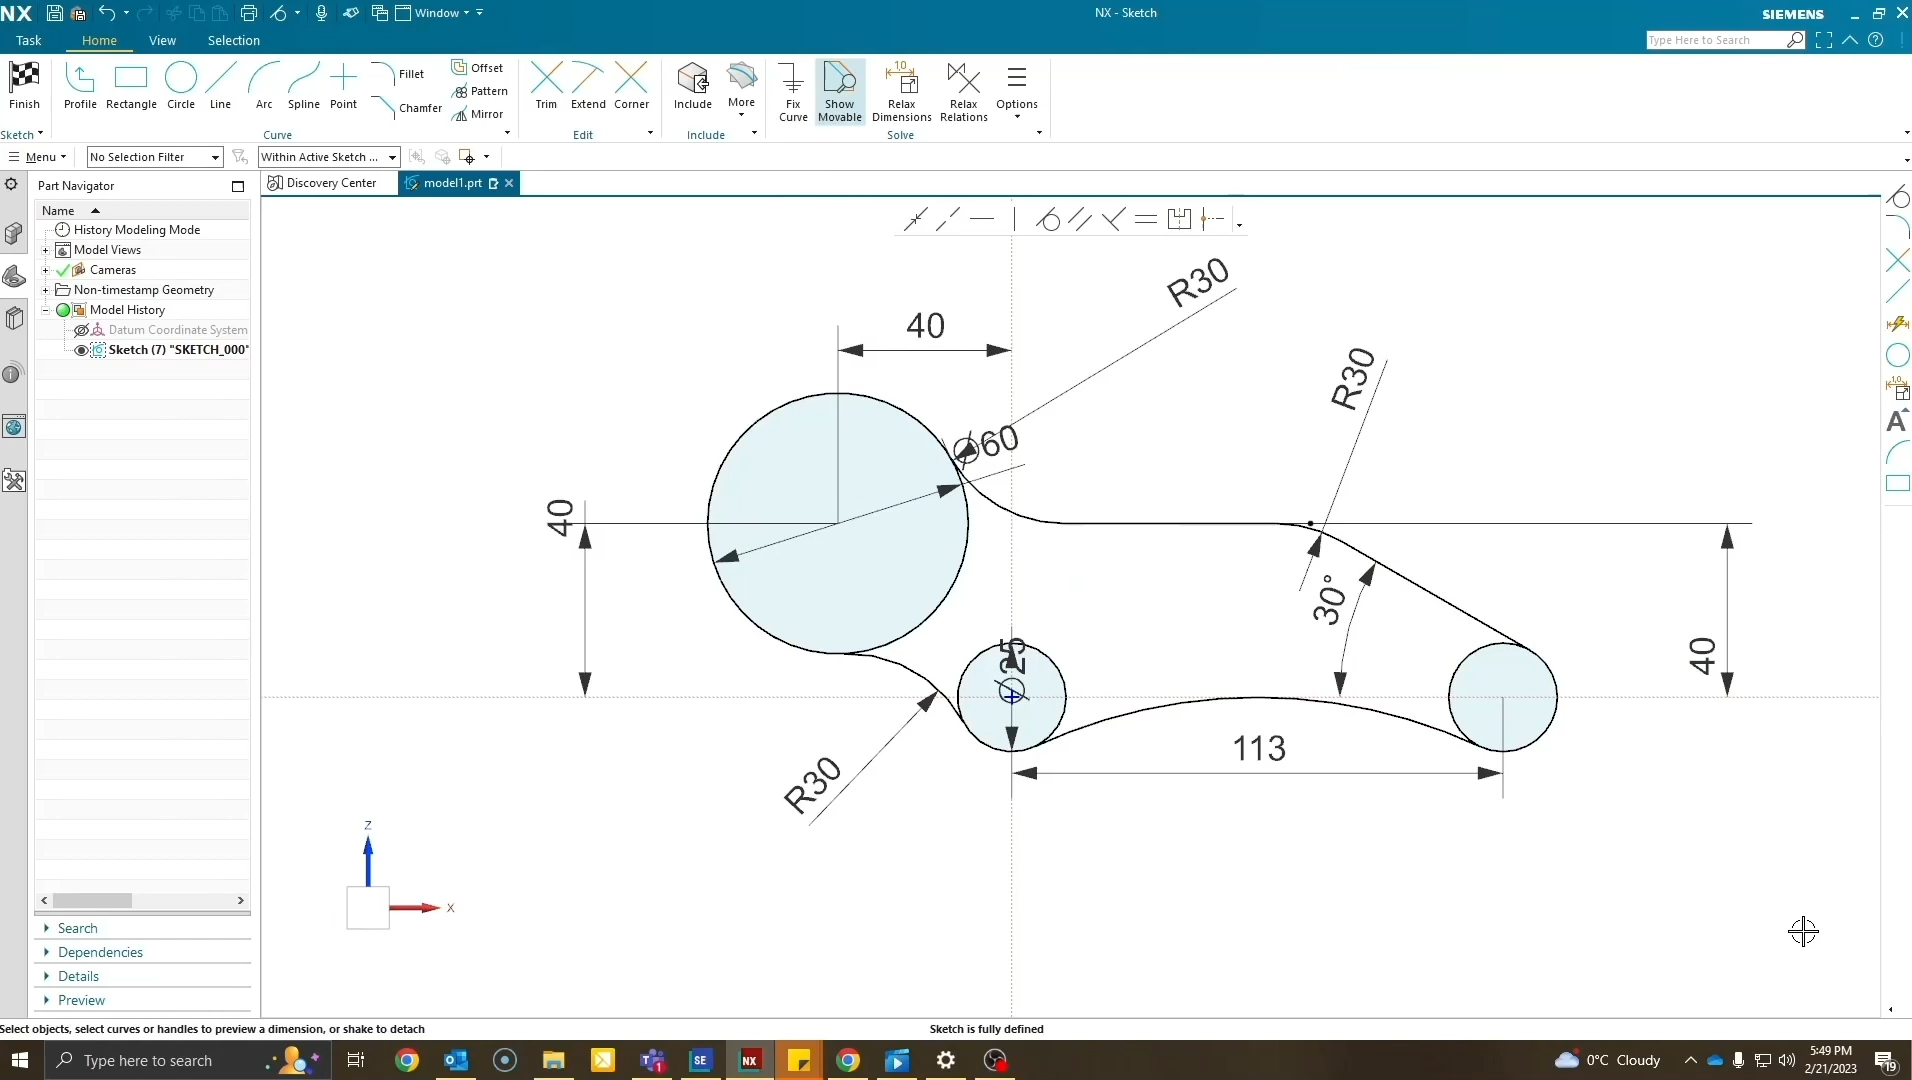 NX
Window
NX - Sketch
SIEMENS
Task
Home
View
Selection
Type Here to Search
Finish
Profile
Rectangle
Circle
Line
Arc
Spline
Point
Fillet
Chamfer
Offset
Pattern
Mirror
Trim
Extend
Corner
Include
More
Fix
Curve
Show
Movable
Relax
Dimensions
Relax
Relations
Options
Sketch
Curve
Edit
Include
Solve
Menu
No Selection Filter
Within Active Sketch ...
Part Navigator
Discovery Center
model1.prt
Name
History Modeling Mode
Model Views
Cameras
Non-timestamp Geometry
Model History
Datum Coordinate System
Sketch (7) "SKETCH_000"
Search
Dependencies
Details
Preview
R30
40
R30
Ø60
40
30°
Ø25
40
113
R30
Z
X
Select objects, select curves or handles to preview a dimension, or shake to detach
Sketch is fully defined
Type here to search
SE
NX
0°C Cloudy
5:49 PM
2/21/2023
19